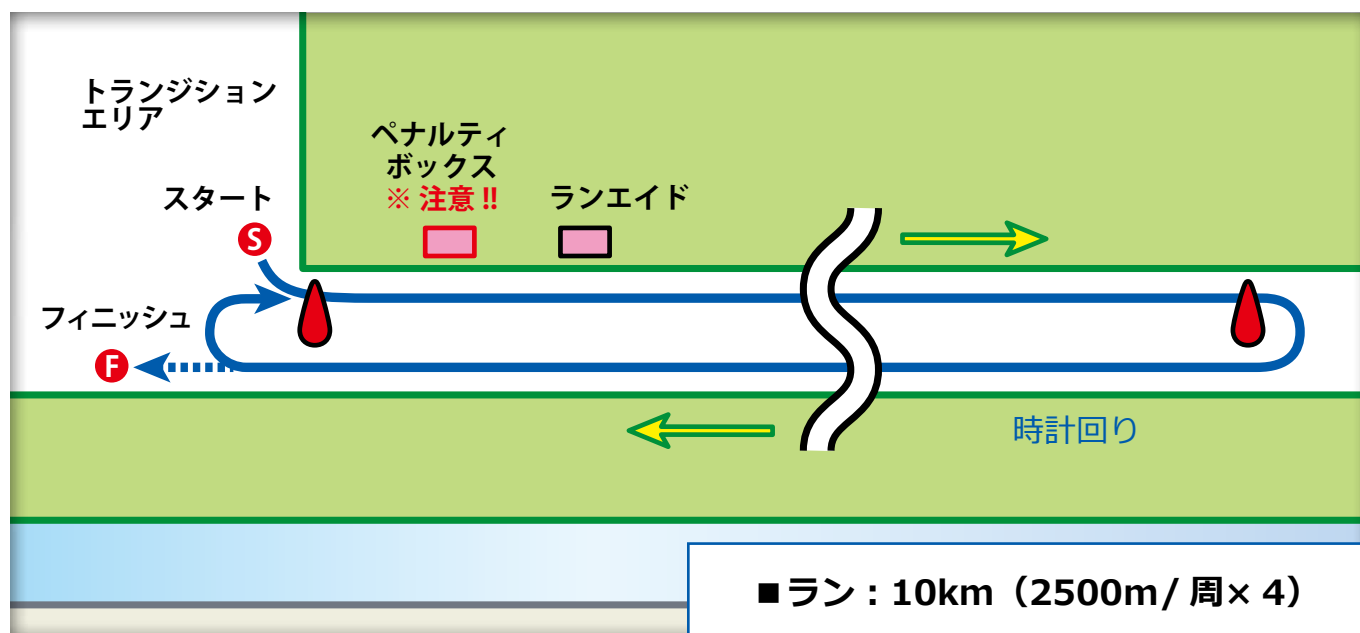 トランジション
エリア
ペナルティ
ボックス
※ 注意!!
ランエイド
スタート
S
フィニッシュ
F
時計回り
■ラン：10km（2500m/ 周× 4）